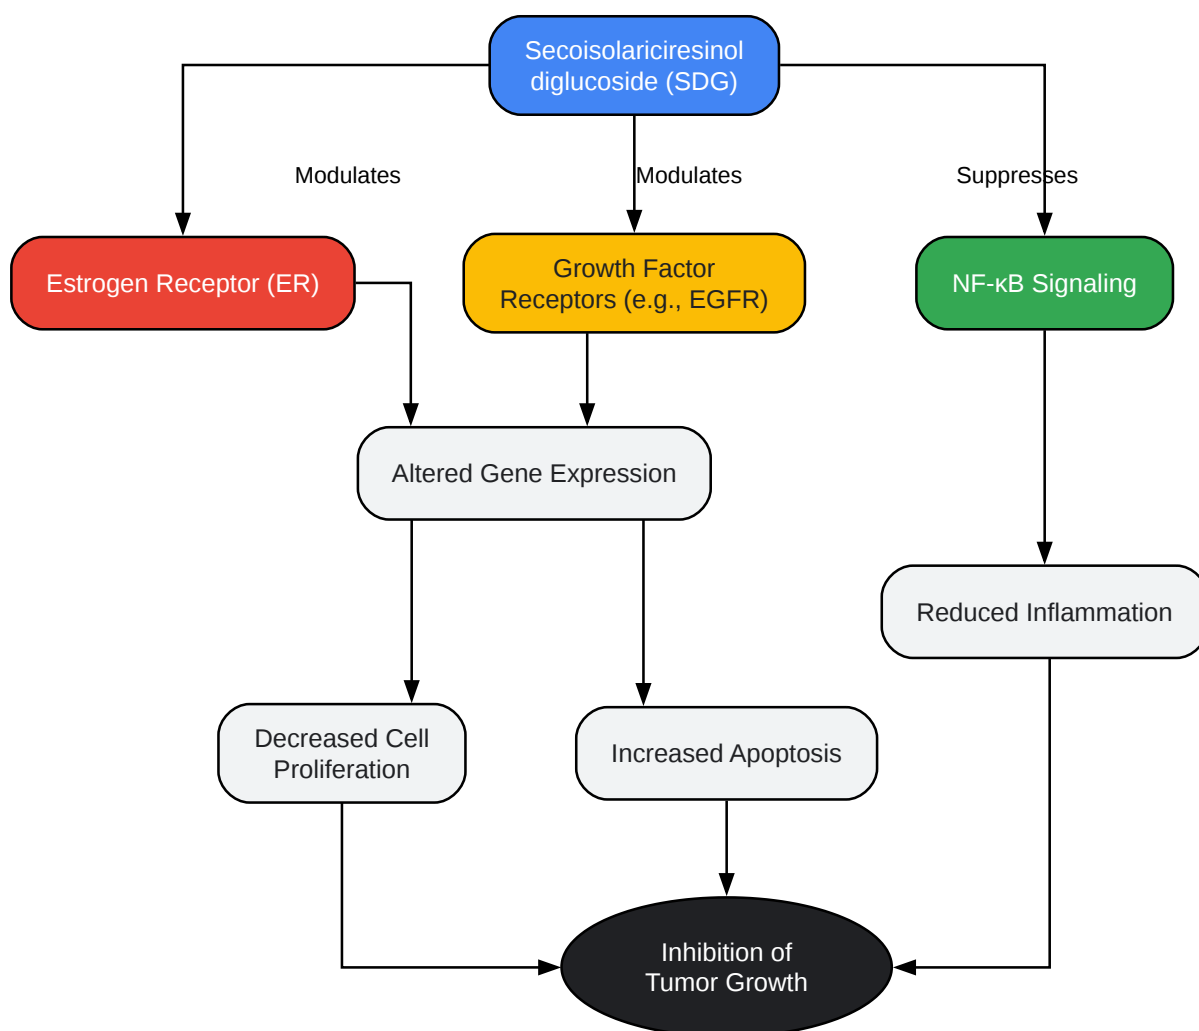 Secoisolariciresinol
diglucoside (SDG)
Modulates
Modulates
Suppresses
Estrogen Receptor (ER)
Growth Factor
Receptors (e.g., EGFR)
NF-κB Signaling
Altered Gene Expression
Reduced Inflammation
Decreased Cell
Proliferation
Increased Apoptosis
Inhibition of
Tumor Growth